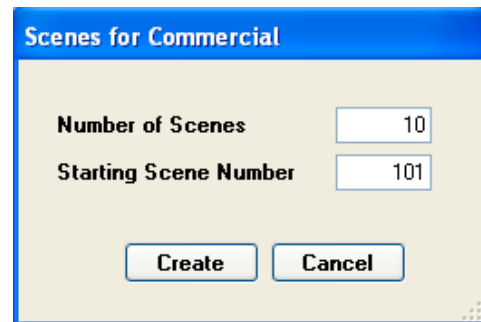 Scenes for Commercial
Number of Scenes 10
Starting Scene Number 101
Create Cancel